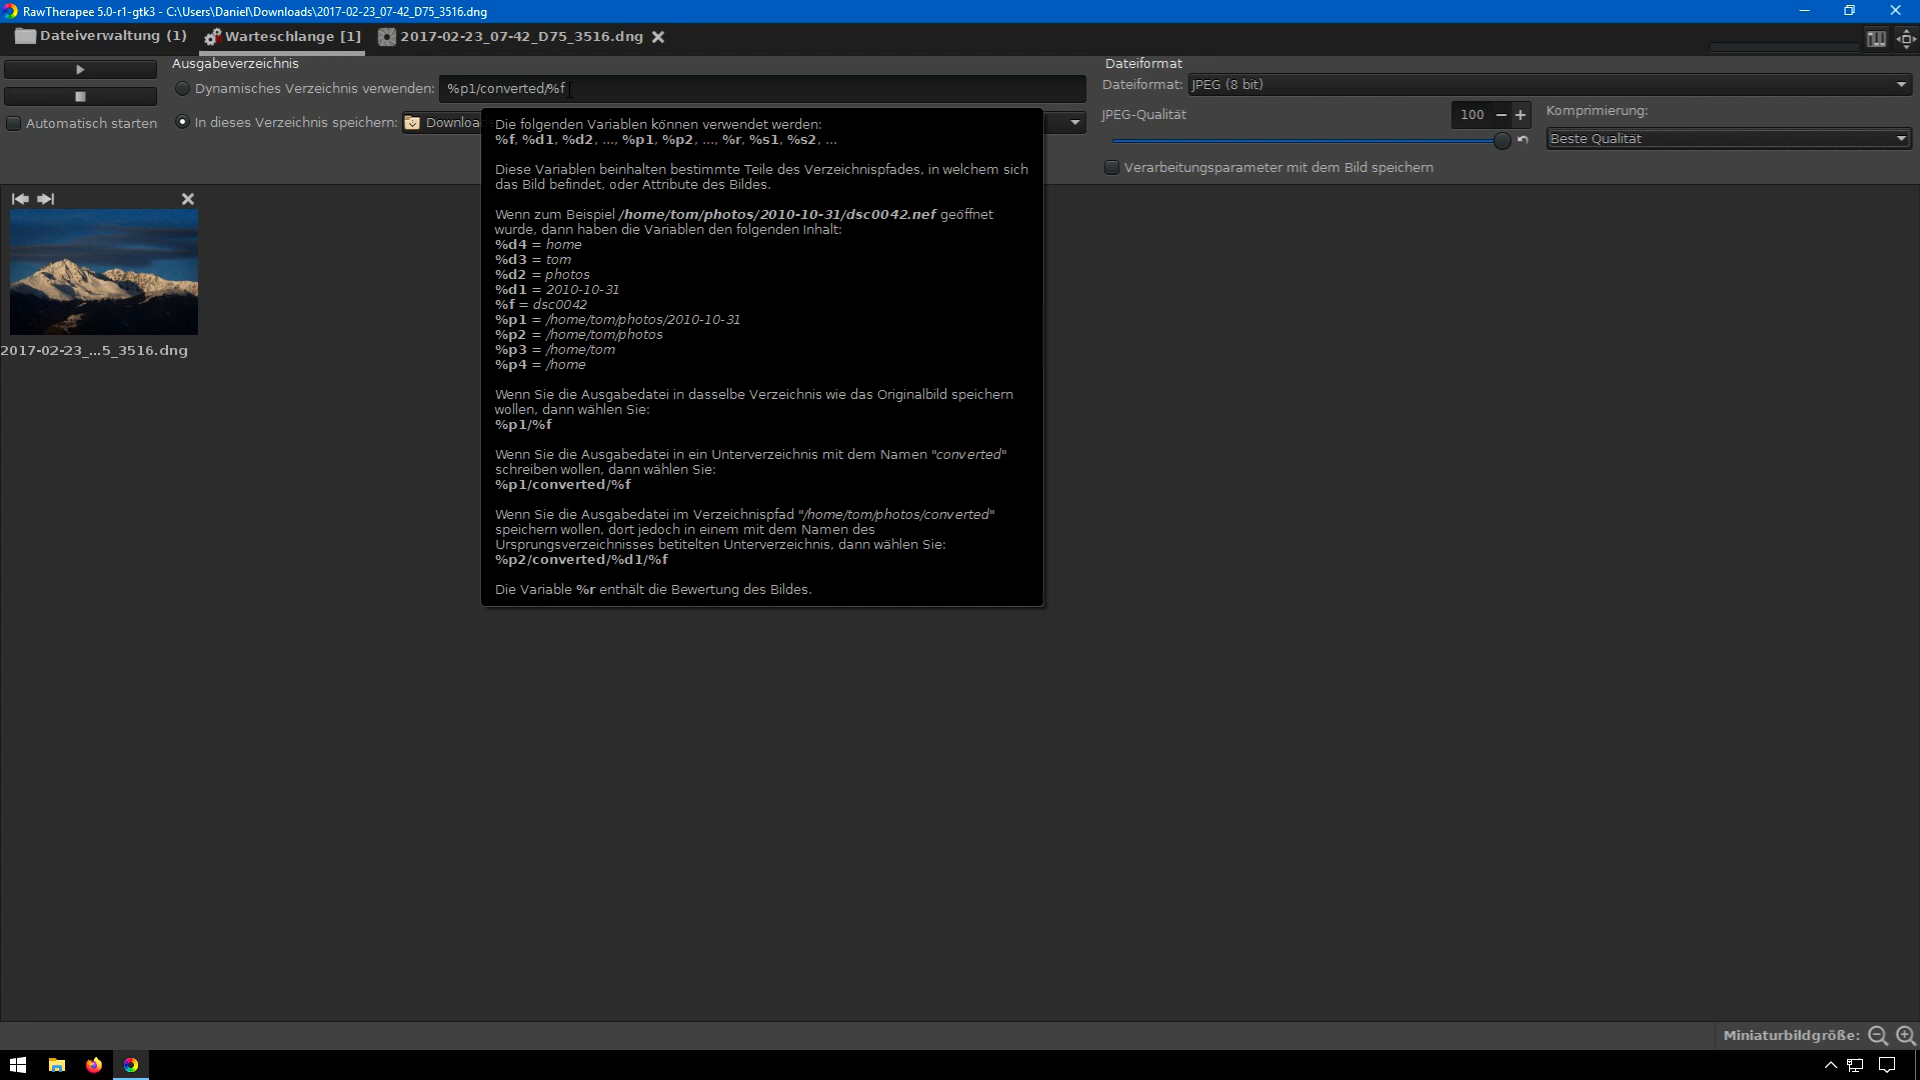 RawTherapee 5.0-r1-gtk3 - C:\Users\Daniel\Downloads\2017-02-23_07-42_D75_3516.dng
Dateiverwaltung (1)
Warteschlange [1]
2017-02-23_07-42_D75_3516.dng
Ausgabeverzeichnis
Dynamisches Verzeichnis verwenden:
%p1/converted/%f
Automatisch starten
In dieses Verzeichnis speichern:
Dateiformat
Dateiformat:
JPEG (8 bit)
JPEG-Qualität
100
Komprimierung:
Beste Qualität
Verarbeitungsparameter mit dem Bild speichern
2017-02-23_...5_3516.dng
Die folgenden Variablen können verwendet werden:
%f, %d1, %d2, ..., %p1, %p2, ..., %r, %s1, %s2, ...
Diese Variablen beinhalten bestimmte Teile des Verzeichnispfades, in welchem sich
das Bild befindet, oder Attribute des Bildes.
Wenn zum Beispiel /home/tom/photos/2010-10-31/dsc0042.nef geöffnet
wurde, dann haben die Variablen den folgenden Inhalt:
%d4 = home
%d3 = tom
%d2 = photos
%d1 = 2010-10-31
%f = dsc0042
%p1 = /home/tom/photos/2010-10-31
%p2 = /home/tom/photos
%p3 = /home/tom
%p4 = /home
Wenn Sie die Ausgabedatei in dasselbe Verzeichnis wie das Originalbild speichern
wollen, dann wählen Sie:
%p1/%f
Wenn Sie die Ausgabedatei in ein Unterverzeichnis mit dem Namen "converted"
schreiben wollen, dann wählen Sie:
%p1/converted/%f
Wenn Sie die Ausgabedatei im Verzeichnispfad "/home/tom/photos/converted"
speichern wollen, dort jedoch in einem mit dem Namen des
Ursprungsverzeichnisses betitelten Unterverzeichnis, dann wählen Sie:
%p2/converted/%d1/%f
Die Variable %r enthält die Bewertung des Bildes.
Miniaturbildgröße: